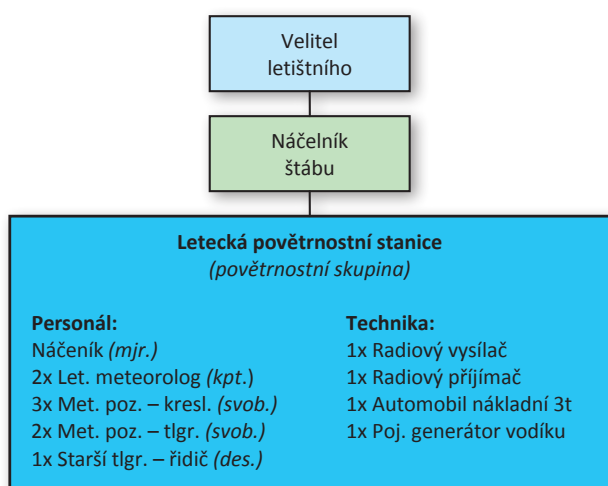 Velitel
letištního
Náčelník
štábu
Letecká povětrnostní stanice
(povětrnostní skupina)
Personál:
Náčeník (mjr.)
2x Let. meteorolog (kpt.)
3x Met. poz. – kresl. (svob.)
2x Met. poz. – tlgr. (svob.)
1x Starší tlgr. – řidič (des.)
Technika:
1x Radiový vysílač
1x Radiový příjímač
1x Automobil nákladní 3t
1x Poj. generátor vodíku